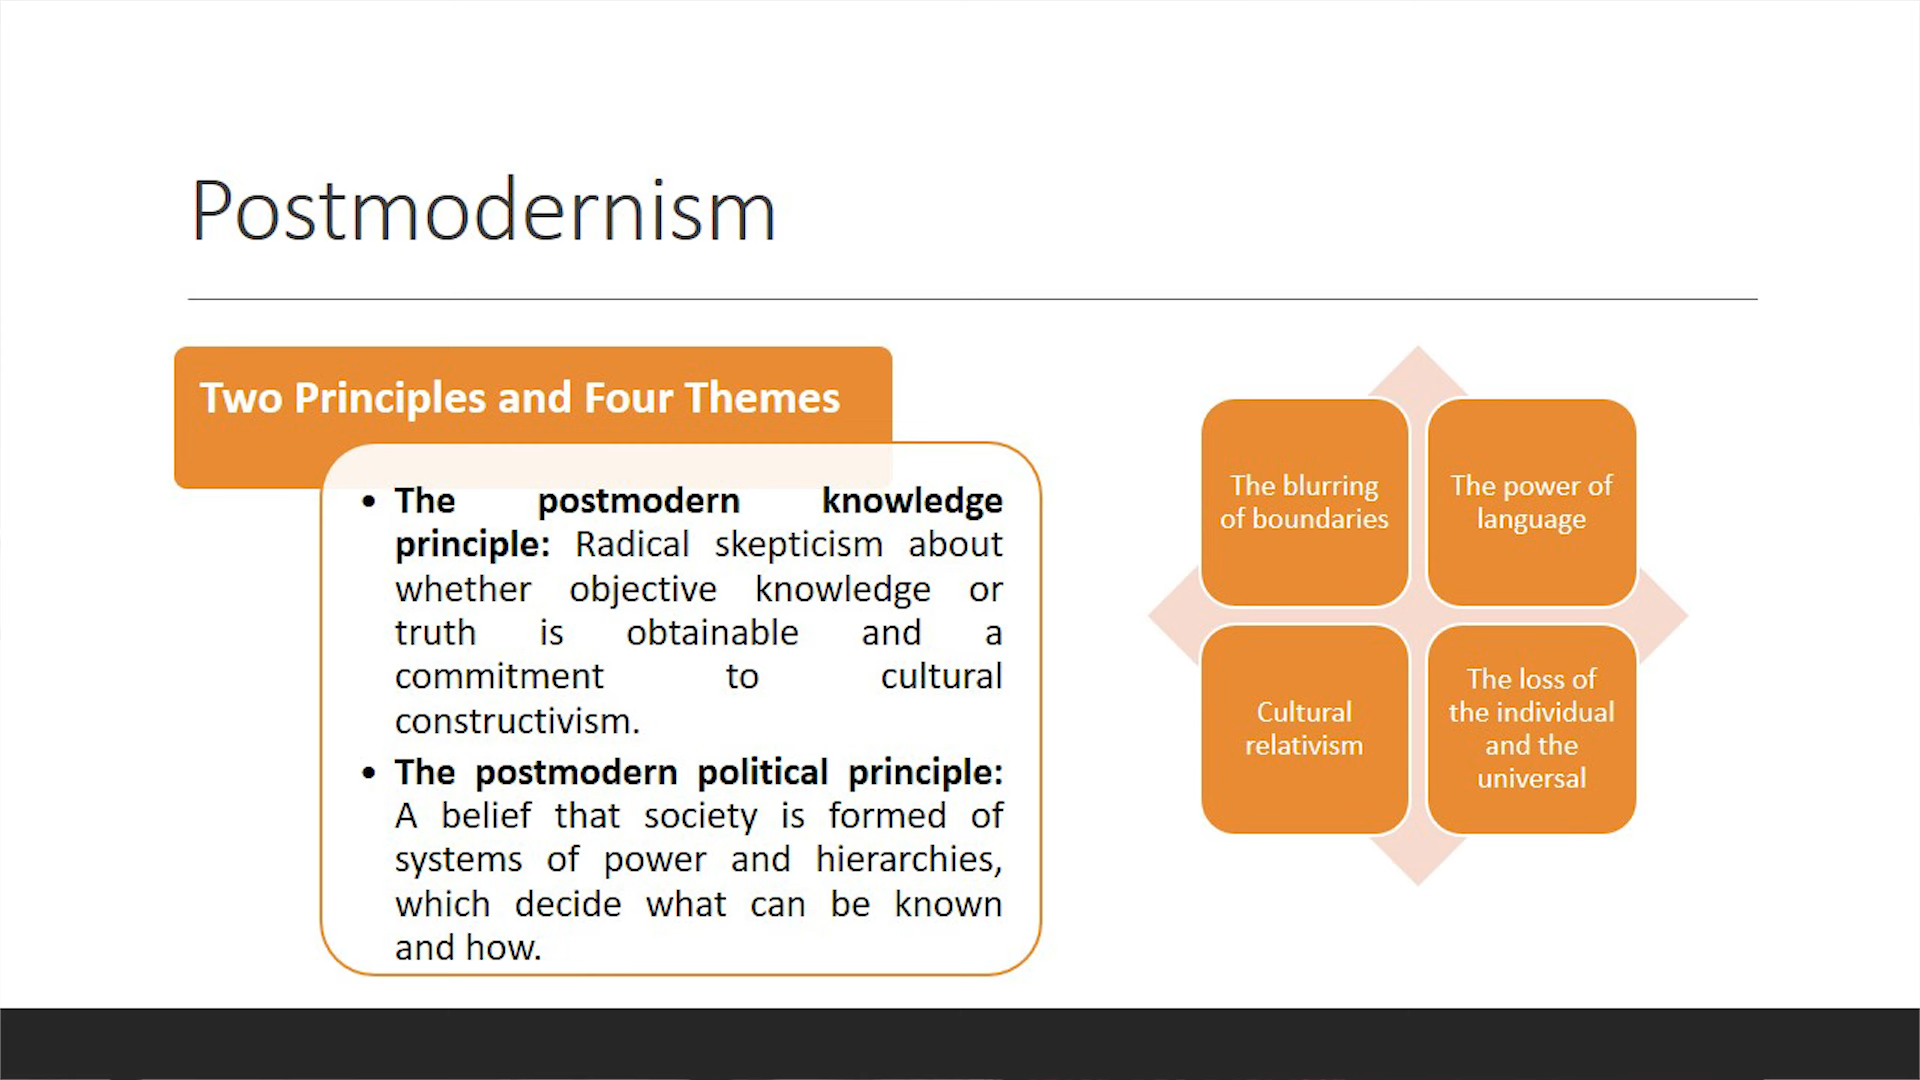 Postmodernism
Two Principles and Four Themes
• The postmodern knowledge
principle: Radical skepticism about
whether objective knowledge or
truth is obtainable and a
commitment to cultural
constructivism.
• The postmodern political principle:
A belief that society is formed of
systems of power and hierarchies,
which decide what can be known
and how.
The blurring
of boundaries
The power of
language
Cultural
relativism
The loss of
the individual
and the
universal